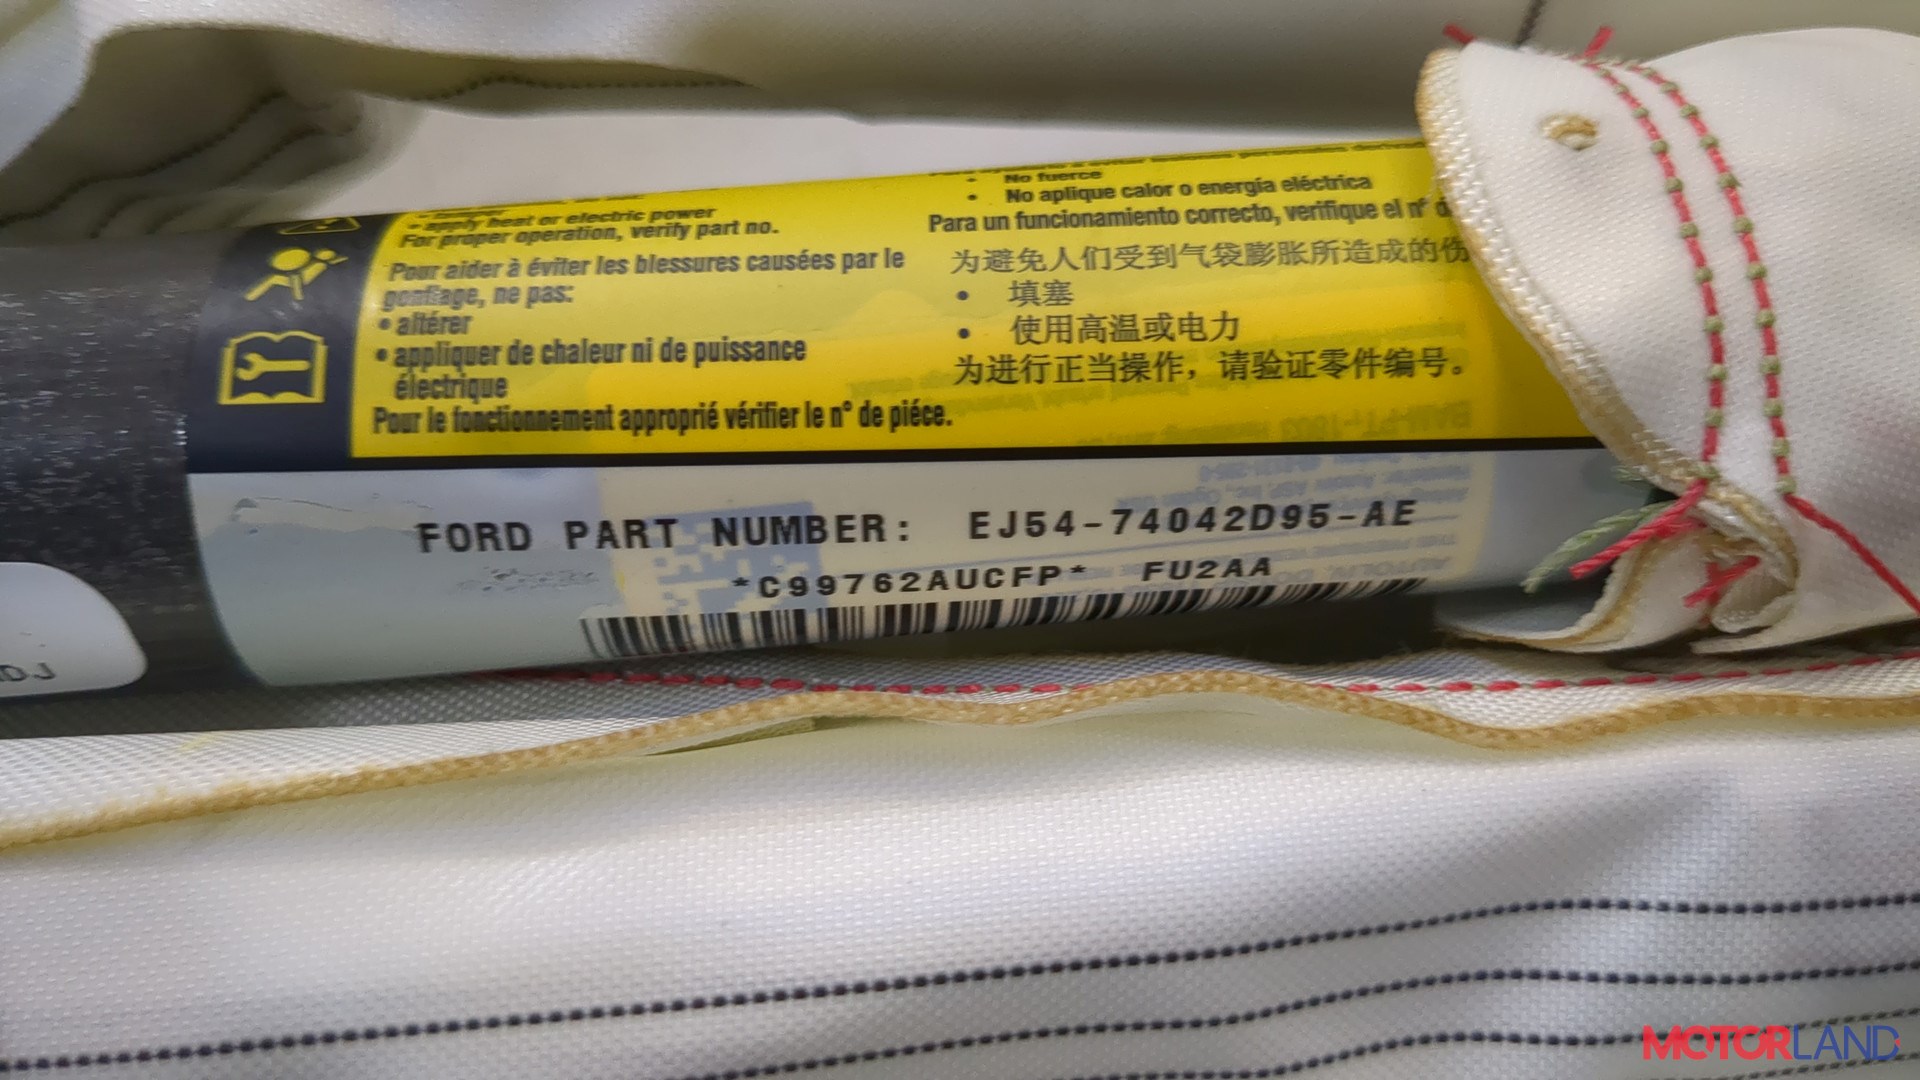 • apply heat or electric power
For proper operation, verify part no.
Pour aider à éviter les blessures causées par le
gonflage, ne pas:
• altérer
• appliquer de chaleur ni de puissance
électrique
Pour le fonctionnement approprié vérifier le n° de piéce.
• No fuerce
• No aplique calor o energía eléctrica
Para un funcionamiento correcto, verifique el nº
为避免人们受到气袋膨胀所造成的伤
• 填塞
• 使用高温或电力
为进行正当操作，请验证零件编号。
FORD PART NUMBER: EJ54-74042D95-AE
*C99762AUCFP* FU2AA
DJ
MOTORLAND